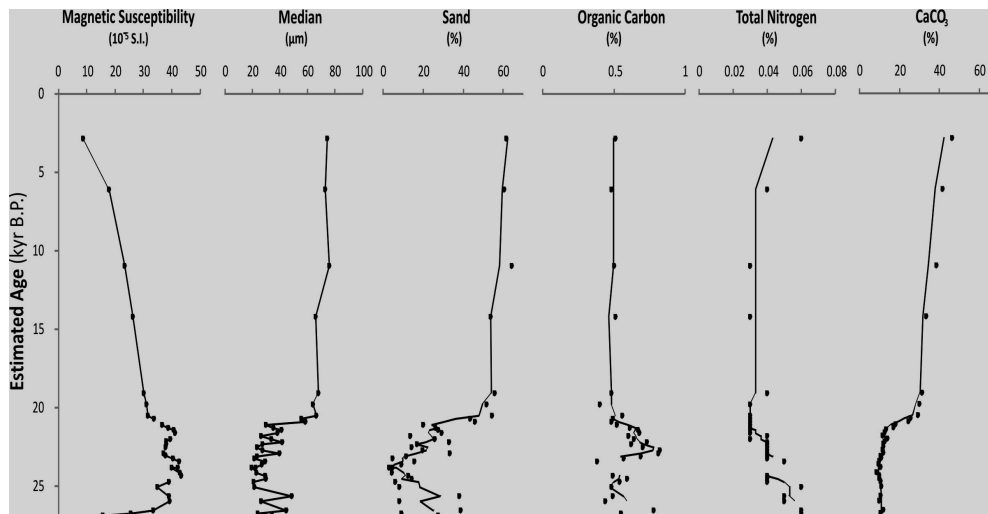 Magnetic Susceptibility Median Sand Organic Carbon Total Nitrogen CaCO₃
(10⁻⁵ S.I.) (µm) (%) (%) (%) (%)
0 10 20 30 40 50 0 20 40 60 80 100 0 20 40 60 0 0.5 1 0 0.02 0.04 0.06 0.08 0 20 40 60
0
5
10
15
20
25
Estimated Age (kyr B.P.)